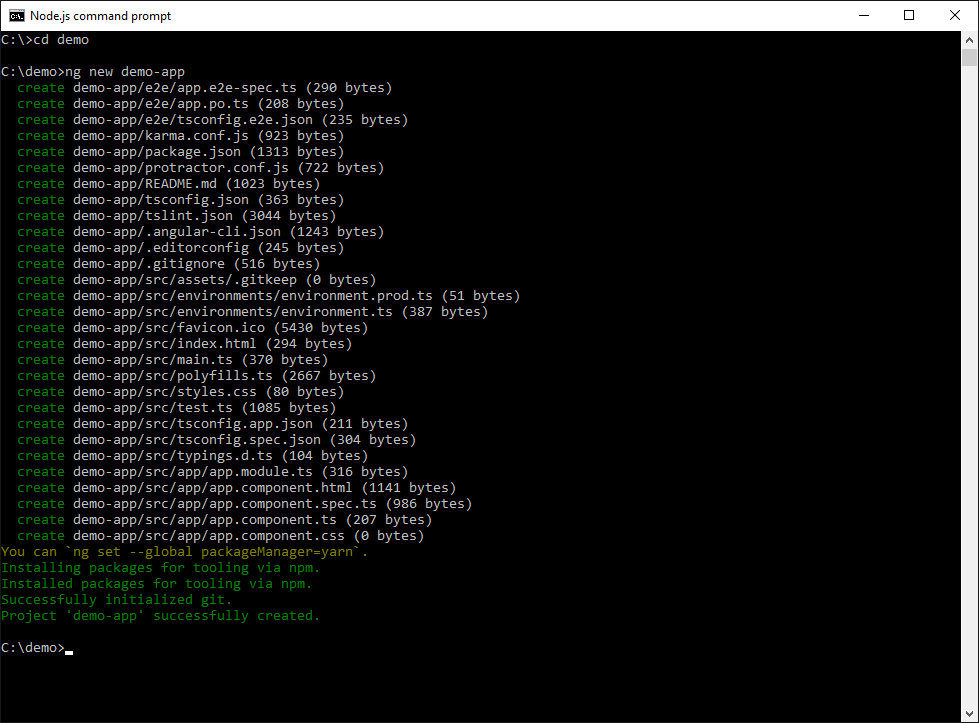 Node.js command prompt
C:\>cd demo
C:\demo>ng new demo-app
create demo-app/e2e/app.e2e-spec.ts (290 bytes)
create demo-app/e2e/app.po.ts (208 bytes)
create demo-app/e2e/tsconfig.e2e.json (235 bytes)
create demo-app/karma.conf.js (923 bytes)
create demo-app/package.json (1313 bytes)
create demo-app/protractor.conf.js (722 bytes)
create demo-app/README.md (1023 bytes)
create demo-app/tsconfig.json (363 bytes)
create demo-app/tslint.json (3044 bytes)
create demo-app/.angular-cli.json (1243 bytes)
create demo-app/.editorconfig (245 bytes)
create demo-app/.gitignore (516 bytes)
create demo-app/src/assets/.gitkeep (0 bytes)
create demo-app/src/environments/environment.prod.ts (51 bytes)
create demo-app/src/environments/environment.ts (387 bytes)
create demo-app/src/favicon.ico (5430 bytes)
create demo-app/src/index.html (294 bytes)
create demo-app/src/main.ts (370 bytes)
create demo-app/src/polyfills.ts (2667 bytes)
create demo-app/src/styles.css (80 bytes)
create demo-app/src/test.ts (1085 bytes)
create demo-app/src/tsconfig.app.json (211 bytes)
create demo-app/src/tsconfig.spec.json (304 bytes)
create demo-app/src/typings.d.ts (104 bytes)
create demo-app/src/app/app.module.ts (316 bytes)
create demo-app/src/app/app.component.html (1141 bytes)
create demo-app/src/app/app.component.spec.ts (986 bytes)
create demo-app/src/app/app.component.ts (207 bytes)
create demo-app/src/app/app.component.css (0 bytes)
You can `ng set --global packageManager=yarn`.
Installing packages for tooling via npm.
Installed packages for tooling via npm.
Successfully initialized git.
Project 'demo-app' successfully created.
C:\demo>